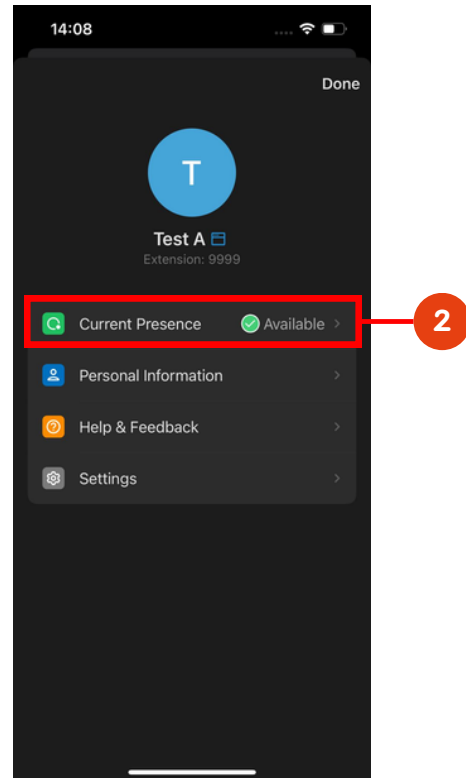 14:08
Done
T
Test A
Extension: 9999
Current Presence Available
2
Personal Information
Help & Feedback
Settings